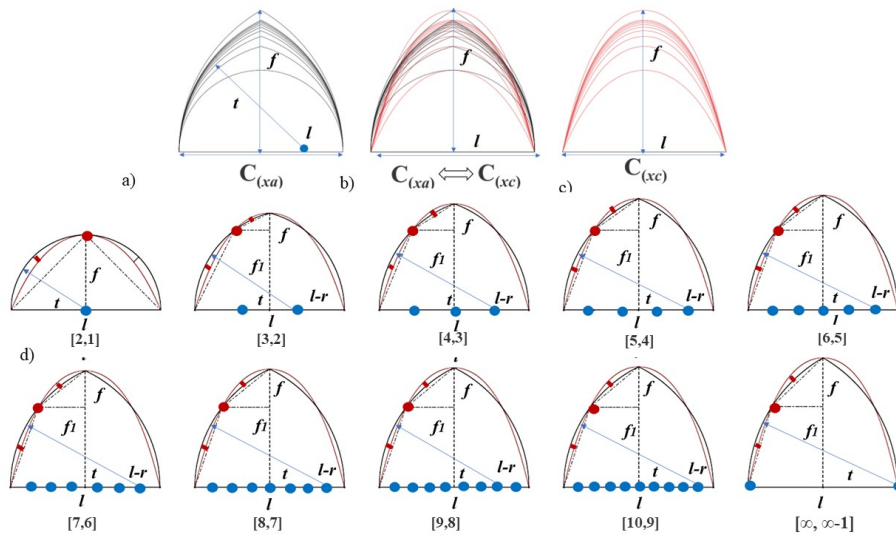 f f f
t l l
C(xa) C(xa) ⟺ C(xc) C(xc)
a) b) c)
f f f f f
f1 f1 f1 f1
t t l-r t l-r t l-r t l-r
l l l l l
[2,1] [3,2] [4,3] [5,4] [6,5]
d)
f f f f f
f1 f1 f1 f1 f1
t l-r t l-r t l-r t l-r t
l l l l l
[7,6] [8,7] [9,8] [10,9] [∞, ∞-1]